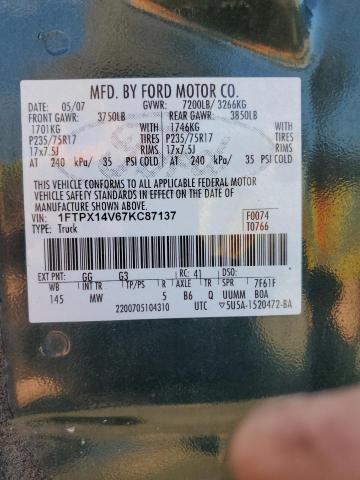 MFD. BY FORD MOTOR CO.
DATE: 05/07 GVWR: 7200LB/ 3266KG
FRONT GAWR: 3750LB REAR GAWR: 3850LB
1701KG WITH 1746KG WITH
P235/75R17 TIRES P235/75R17 TIRES
17x7.5J RIMS 17x7.5J RIMS
AT 240 kPa/ 35 PSI COLD AT 240 kPa/ 35 PSI COLD
THIS VEHICLE CONFORMS TO ALL APPLICABLE FEDERAL MOTOR
VEHICLE SAFETY STANDARDS IN EFFECT ON THE DATE OF
MANUFACTURE SHOWN ABOVE.
VIN: 1FTPX14V67KC87137 F0074
TYPE: Truck T0766
EXT PNT: GG G3 RC: 41 DSO:
WB INT TR TP/PS R AXLE TR SPR 7F61F
145 MW 5 B6 Q UUMM BOA
2200705104310 UTC 5U5A-1520472-BA